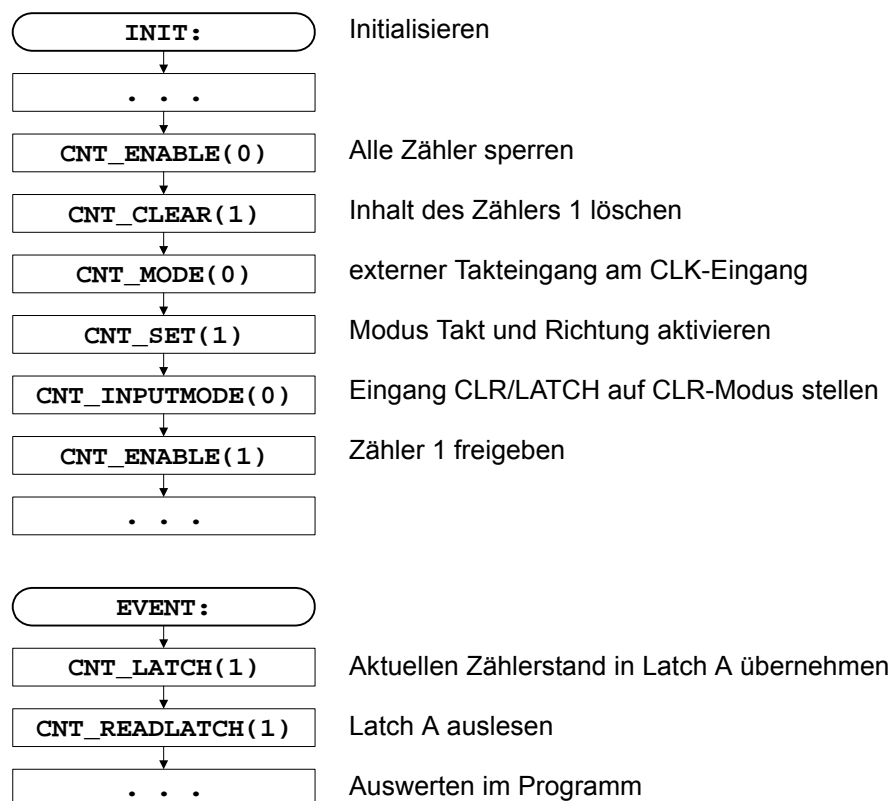 INIT: Initialisieren
. . .
CNT_ENABLE(0) Alle Zähler sperren
CNT_CLEAR(1) Inhalt des Zählers 1 löschen
CNT_MODE(0) externer Takteingang am CLK-Eingang
CNT_SET(1) Modus Takt und Richtung aktivieren
CNT_INPUTMODE(0) Eingang CLR/LATCH auf CLR-Modus stellen
CNT_ENABLE(1) Zähler 1 freigeben
. . .
EVENT:
CNT_LATCH(1) Aktuellen Zählerstand in Latch A übernehmen
CNT_READLATCH(1) Latch A auslesen
. . . Auswerten im Programm